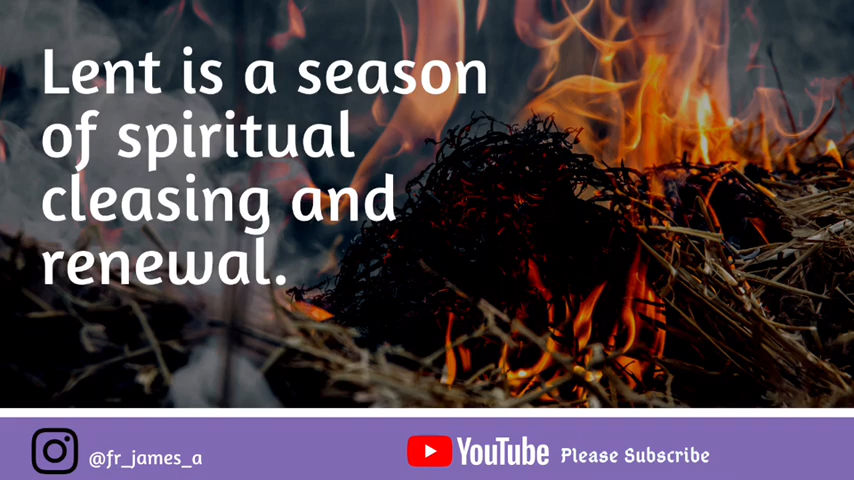 Lent is a season
of spiritual
cleasing and
renewal.
@fr_james_a
YouTube Please Subscribe